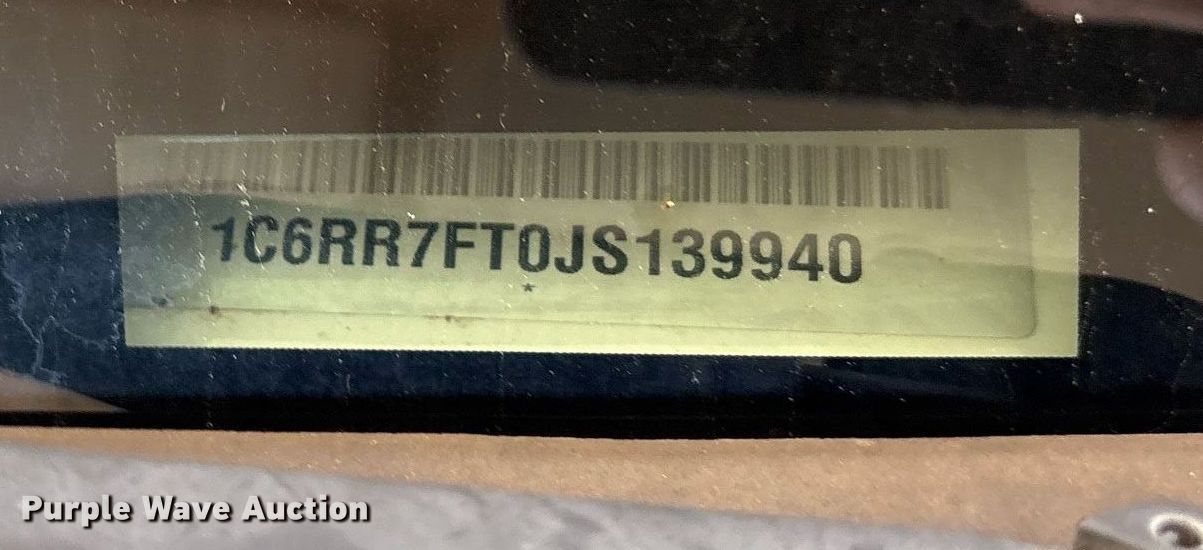 1C6RR7FT0JS139940
*
Purple Wave Auction